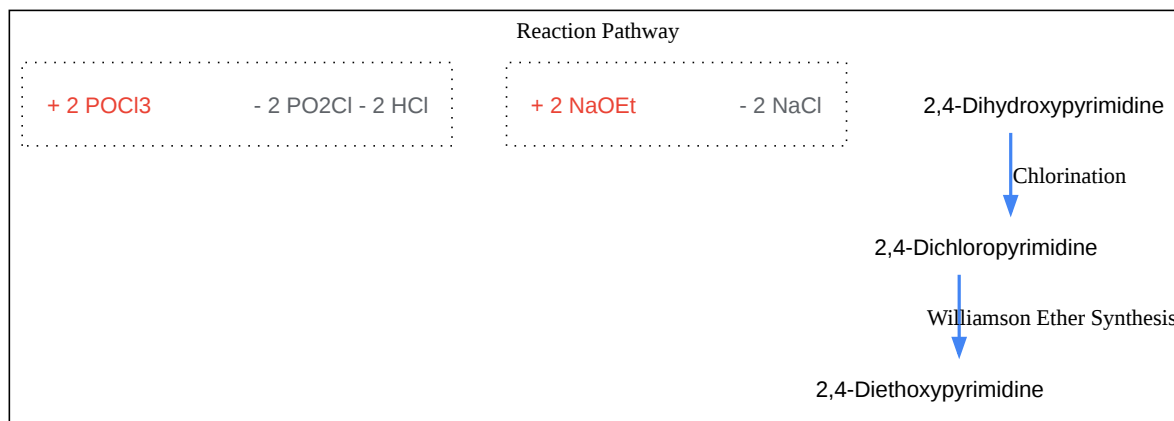 Reaction Pathway
+ 2 POCl3 - 2 PO2Cl - 2 HCl + 2 NaOEt - 2 NaCl 2,4-Dihydroxypyrimidine
Chlorination
2,4-Dichloropyrimidine
Williamson Ether Synthesis
2,4-Diethoxypyrimidine